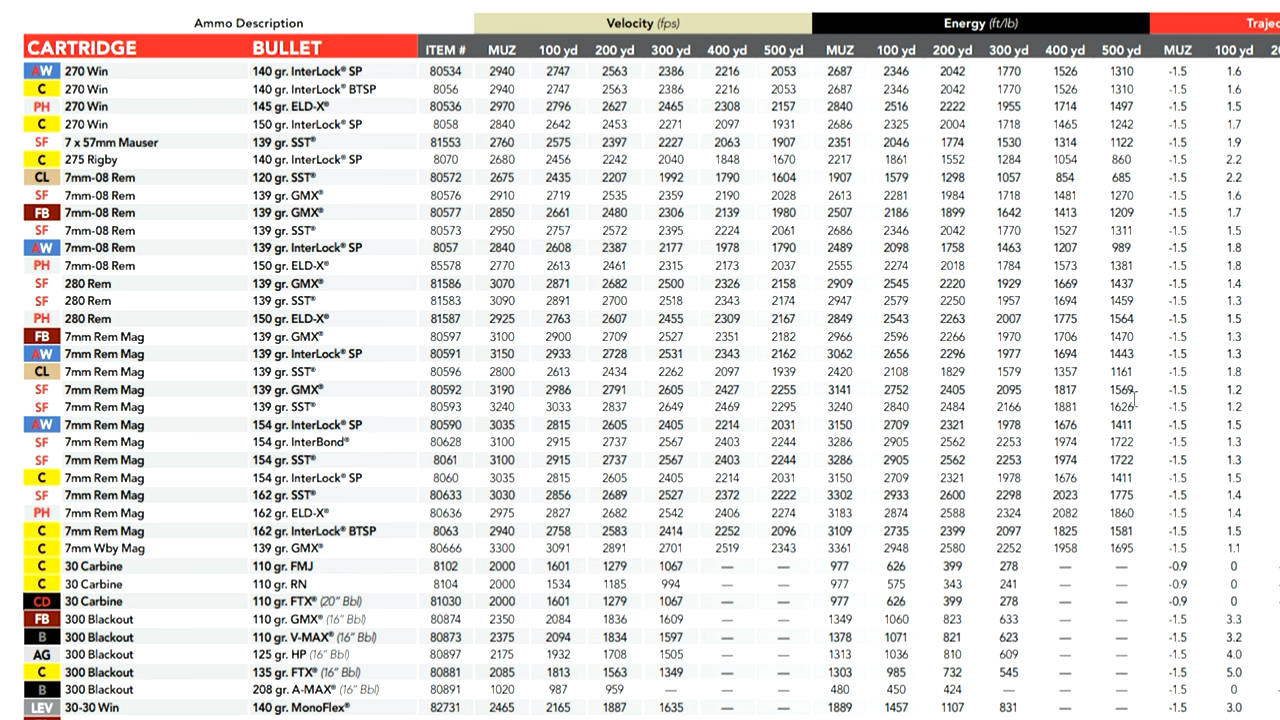 Ammo Description Velocity (fps) Energy (ft/lb) Trajec
CARTRIDGE BULLET ITEM # MUZ 100 yd 200 yd 300 yd 400 yd 500 yd MUZ 100 yd 200 yd 300 yd 400 yd 500 yd MUZ 100 yd 20
AW 270 Win 140 gr. InterLock® SP 80534 2940 2747 2563 2386 2216 2053 2687 2346 2042 1770 1526 1310 -1.5 1.6
C 270 Win 140 gr. InterLock® BTSP 8056 2940 2747 2563 2386 2216 2053 2687 2346 2042 1770 1526 1310 -1.5 1.6
PH 270 Win 145 gr. ELD-X® 80536 2970 2796 2627 2465 2308 2157 2840 2516 2222 1955 1714 1497 -1.5 1.5
C 270 Win 150 gr. InterLock® SP 8058 2840 2642 2453 2271 2097 1931 2686 2325 2004 1718 1465 1242 -1.5 1.7
SF 7 x 57mm Mauser 139 gr. SST® 81553 2760 2575 2397 2227 2063 1907 2351 2046 1774 1530 1314 1122 -1.5 1.9
C 275 Rigby 140 gr. InterLock® SP 8070 2680 2456 2242 2040 1848 1670 2217 1861 1552 1284 1054 860 -1.5 2.2
CL 7mm-08 Rem 120 gr. SST® 80572 2675 2435 2207 1992 1790 1604 1907 1579 1298 1057 854 685 -1.5 2.2
SF 7mm-08 Rem 139 gr. GMX® 80576 2910 2719 2535 2359 2190 2028 2613 2281 1984 1718 1481 1270 -1.5 1.6
FB 7mm-08 Rem 139 gr. GMX® 80577 2850 2661 2480 2306 2139 1980 2507 2186 1899 1642 1413 1209 -1.5 1.7
SF 7mm-08 Rem 139 gr. SST® 80573 2950 2757 2572 2395 2224 2061 2686 2346 2042 1770 1527 1311 -1.5 1.5
AW 7mm-08 Rem 139 gr. InterLock® SP 8057 2840 2608 2387 2177 1978 1790 2489 2098 1758 1463 1207 989 -1.5 1.8
PH 7mm-08 Rem 150 gr. ELD-X® 85578 2770 2613 2461 2315 2173 2037 2555 2274 2018 1784 1573 1381 -1.5 1.8
SF 280 Rem 139 gr. GMX® 81586 3070 2871 2682 2500 2326 2158 2909 2545 2220 1929 1669 1437 -1.5 1.4
SF 280 Rem 139 gr. SST® 81583 3090 2891 2700 2518 2343 2174 2947 2579 2250 1957 1694 1459 -1.5 1.3
PH 280 Rem 150 gr. ELD-X® 81587 2925 2763 2607 2455 2309 2167 2849 2543 2263 2007 1775 1564 -1.5 1.5
FB 7mm Rem Mag 139 gr. GMX® 80597 3100 2900 2709 2527 2351 2182 2966 2596 2266 1970 1706 1470 -1.5 1.3
AW 7mm Rem Mag 139 gr. InterLock® SP 80591 3150 2933 2728 2531 2343 2162 3062 2656 2296 1977 1694 1443 -1.5 1.3
CL 7mm Rem Mag 139 gr. SST® 80596 2800 2613 2434 2262 2097 1939 2420 2108 1829 1579 1357 1161 -1.5 1.8
SF 7mm Rem Mag 139 gr. GMX® 80592 3190 2986 2791 2605 2427 2255 3141 2752 2405 2095 1817 1569 -1.5 1.2
SF 7mm Rem Mag 139 gr. SST® 80593 3240 3033 2837 2649 2469 2295 3240 2840 2484 2166 1881 1626 -1.5 1.2
AW 7mm Rem Mag 154 gr. InterLock® SP 80590 3035 2815 2605 2405 2214 2031 3150 2709 2321 1978 1676 1411 -1.5 1.5
SF 7mm Rem Mag 154 gr. InterBond® 80628 3100 2915 2737 2567 2403 2244 3286 2905 2562 2253 1974 1722 -1.5 1.3
SF 7mm Rem Mag 154 gr. SST® 8061 3100 2915 2737 2567 2403 2244 3286 2905 2562 2253 1974 1722 -1.5 1.3
C 7mm Rem Mag 154 gr. InterLock® SP 8060 3035 2815 2605 2405 2214 2031 3150 2709 2321 1978 1676 1411 -1.5 1.5
SF 7mm Rem Mag 162 gr. SST® 80633 3030 2856 2689 2527 2372 2222 3302 2933 2600 2298 2023 1775 -1.5 1.4
PH 7mm Rem Mag 162 gr. ELD-X® 80636 2975 2827 2682 2542 2406 2274 3183 2874 2588 2324 2082 1860 -1.5 1.4
C 7mm Rem Mag 162 gr. InterLock® BTSP 8063 2940 2758 2583 2414 2252 2096 3109 2735 2399 2097 1825 1581 -1.5 1.5
C 7mm Wby Mag 139 gr. GMX® 80666 3300 3091 2891 2701 2519 2343 3361 2948 2580 2252 1958 1695 -1.5 1.1
C 30 Carbine 110 gr. FMJ 8102 2000 1601 1279 1067 — — 977 626 399 278 — — -0.9 0
C 30 Carbine 110 gr. RN 8104 2000 1534 1185 994 — — 977 575 343 241 — — -0.9 0
CD 30 Carbine 110 gr. FTX® (20" Bbl) 81030 2000 1601 1279 1067 — — 977 626 399 278 — — -0.9 0
FB 300 Blackout 110 gr. GMX® (16" Bbl) 80874 2350 2084 1836 1609 — — 1349 1060 823 633 — — -1.5 3.3
B 300 Blackout 110 gr. V-MAX® (16" Bbl) 80873 2375 2094 1834 1597 — — 1378 1071 821 623 — — -1.5 3.2
AG 300 Blackout 125 gr. HP (16" Bbl) 80897 2175 1932 1708 1505 — — 1313 1036 810 609 — — -1.5 4.0
C 300 Blackout 135 gr. FTX® (16" Bbl) 80881 2085 1813 1563 1349 — — 1303 985 732 545 — — -1.5 5.0
B 300 Blackout 208 gr. A-MAX® (16" Bbl) 80891 1020 987 959 — — — 480 450 424 — — — -1.5 0
LEV 30-30 Win 140 gr. MonoFlex® 82731 2465 2165 1887 1635 — — 1889 1457 1107 831 — — -1.5 3.0